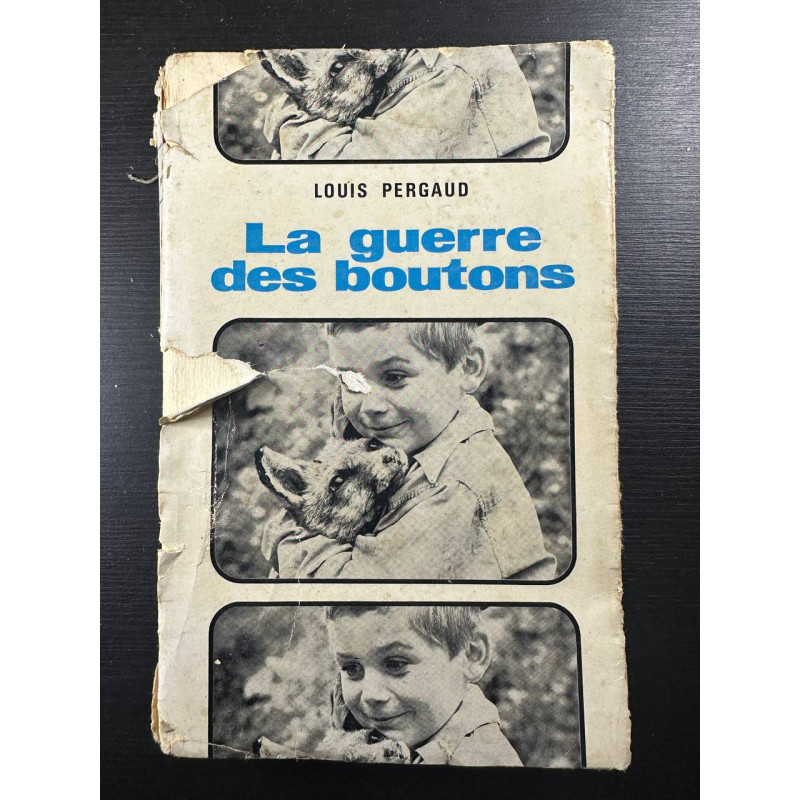 LOUIS PERGAUD
La guerre
des boutons